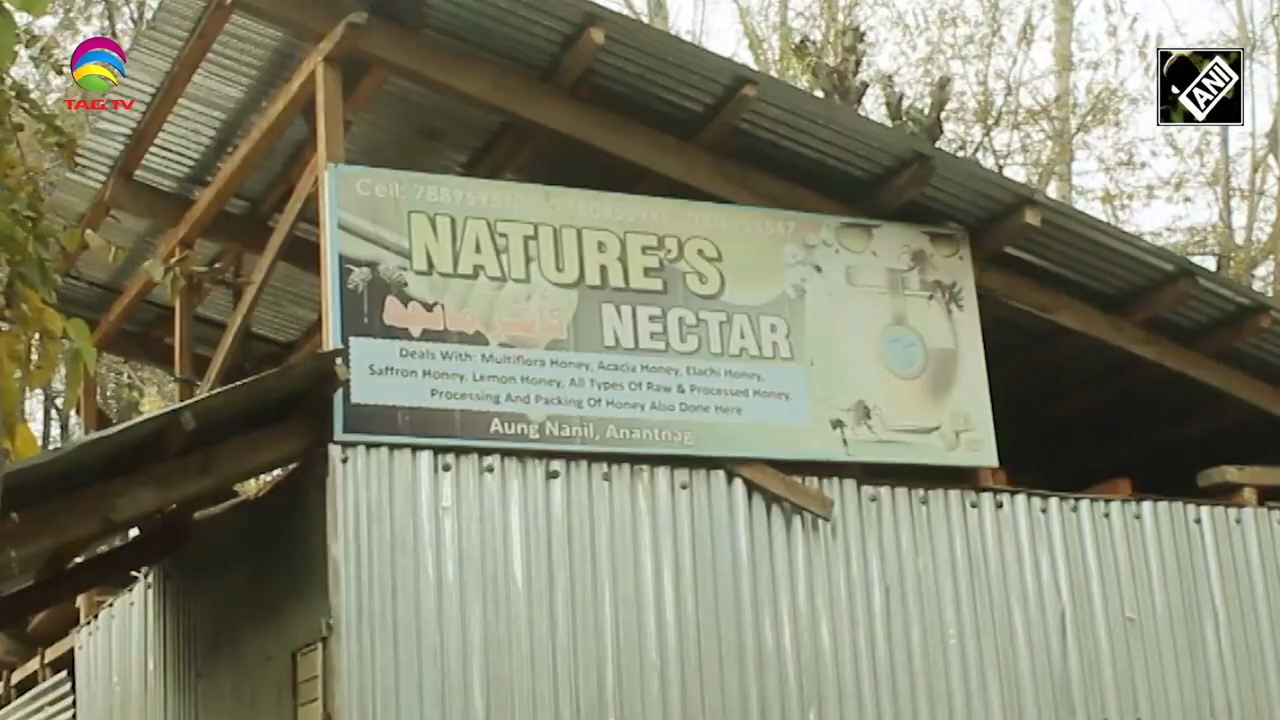 TAG TV
ANI
Cell:
NATURE'S
NECTAR
Deals With: Multiflora Honey, Acacia Honey, Elachi Honey,
Saffron Honey, Lemon Honey, All Types Of Raw & Processed Honey,
Processing And Packing Of Honey Also Done Here
Aung Nanil, Anantnag